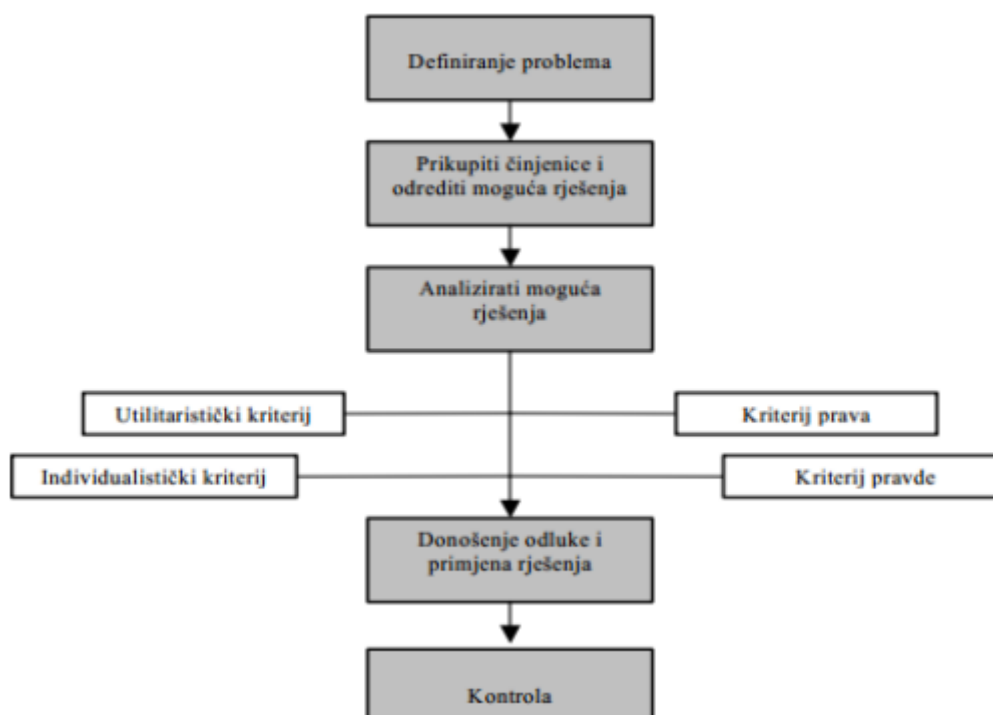 Definiranje problema
Prikupiti činjenice i
odrediti moguća rješenja
Analizirati moguća
rješenja
Utilitaristički kriterij
Kriterij prava
Individualistički kriterij
Kriterij pravde
Donošenje odluke i
primjena rješenja
Kontrola